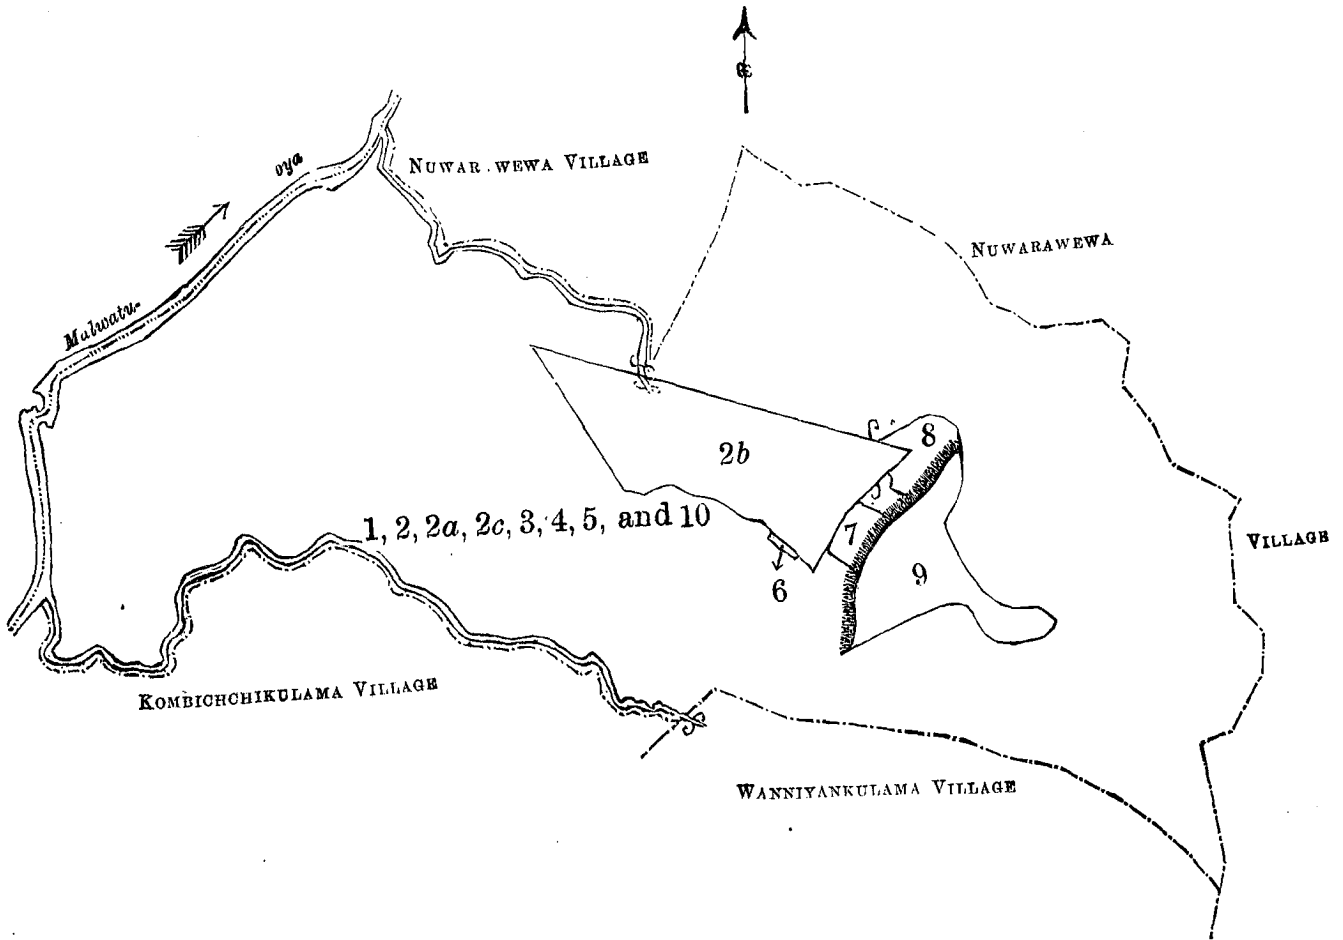 oya
NUWAR.WEWA VILLAGE
NUWARAWEWA
Malwatu-
8
2b
1, 2, 2a, 2c, 3, 4, 5, and 10
7
VILLAGE
9
6
KOMBICHCHIKULAMA VILLAGE
WANNIYANKULAMA VILLAGE